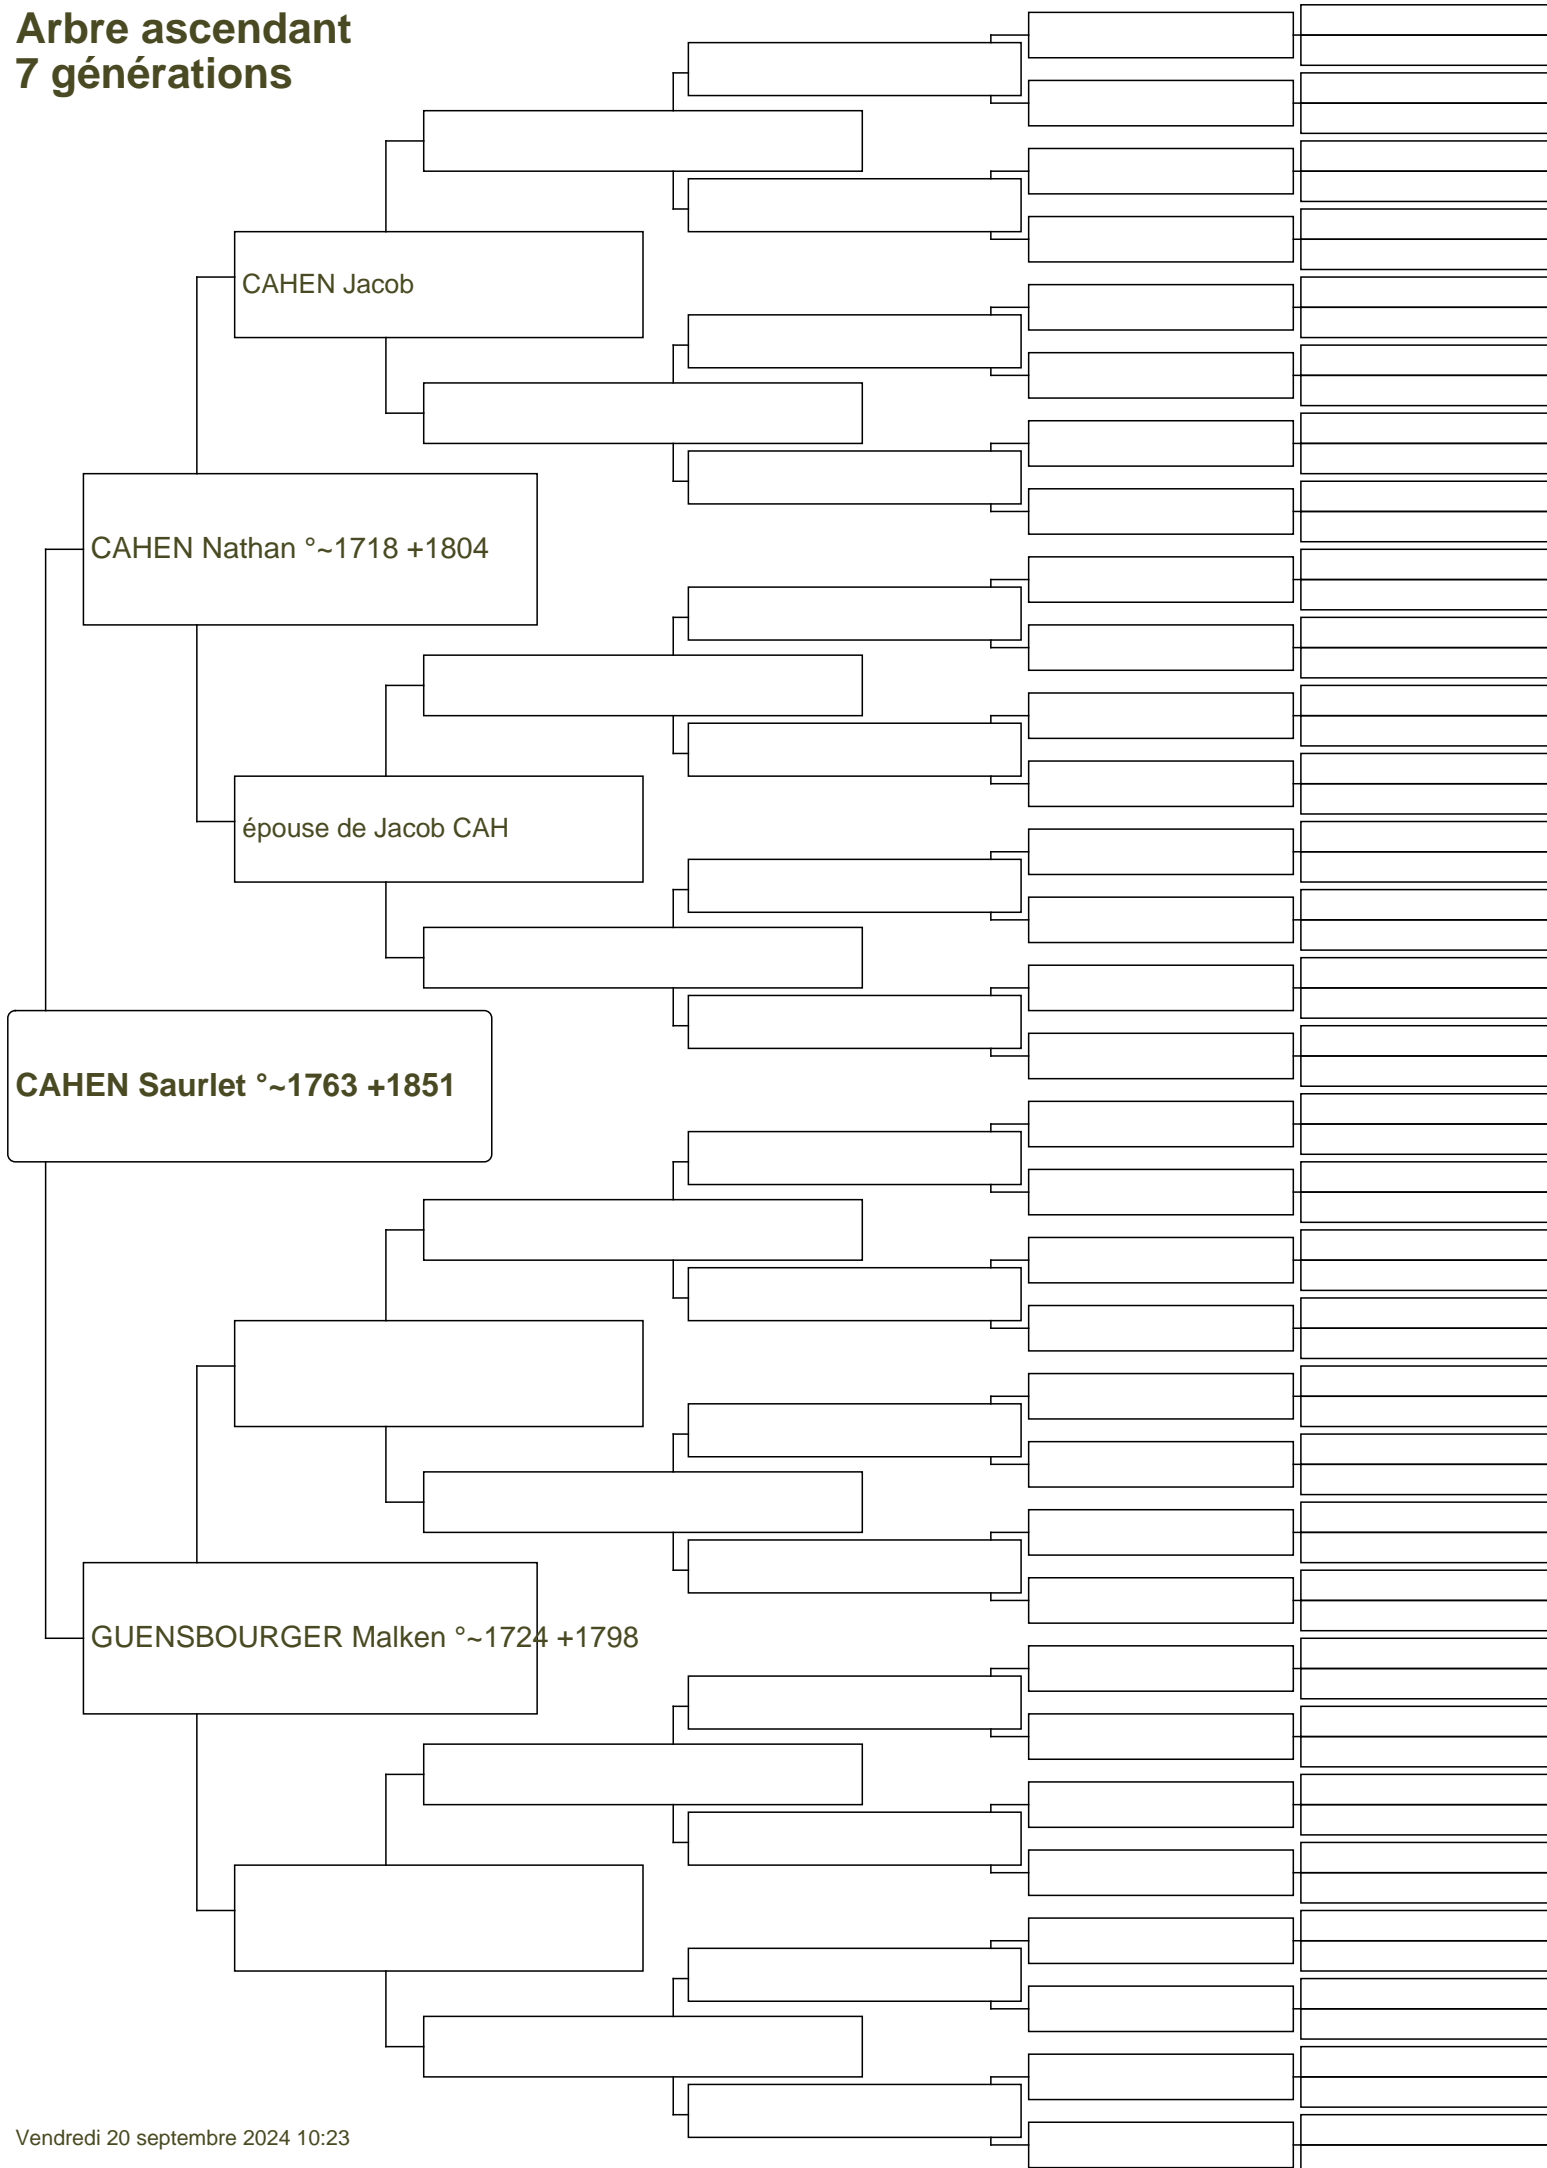 Arbre ascendant
7 générations
CAHEN Jacob
CAHEN Nathan °~1718 +1804
épouse de Jacob CAH
CAHEN Saurlet °~1763 +1851
GUENSBOURGER Malken °~1724 +1798
Vendredi 20 septembre 2024 10:23